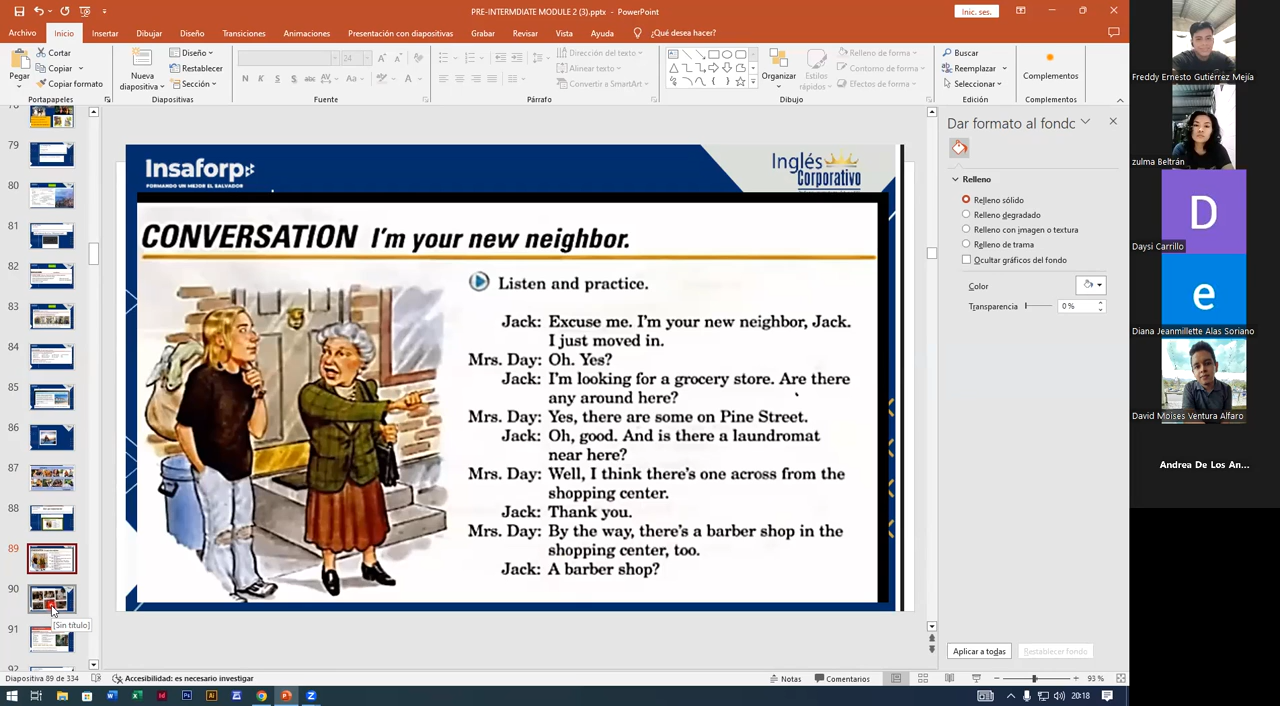 PRE-INTERMDIATE MODULE 2 (3).pptx - PowerPoint
Inic. ses.
Archivo Inicio Insertar Dibujar Diseño Transiciones Animaciones Presentación con diapositivas Grabar Revisar Vista Ayuda ¿Qué desea hacer?
Pegar
Cortar
Copiar
Copiar formato
Portapapeles
Nueva
diapositiva
Diseño
Restablecer
Sección
Diapositivas
24
N K S S abc AV Aa A
Fuente
Dirección del texto
Alinear texto
Convertir a SmartArt
Párrafo
Organizar
Estilos
rápidos
Relleno de forma
Contorno de forma
Efectos de forma
Dibujo
Buscar
Reemplazar
Seleccionar
Edición
Complementos
Complementos
79
80
81
82
83
84
85
86
87
88
89
90
[Sin título]
91
Insaforp
FORMANDO UN MEJOR EL SALVADOR
Inglés
Corporativo
CONVERSATION I'm your new neighbor.
Listen and practice.
Jack: Excuse me. I'm your new neighbor, Jack.
I just moved in.
Mrs. Day: Oh. Yes?
Jack: I'm looking for a grocery store. Are there
any around here?
Mrs. Day: Yes, there are some on Pine Street.
Jack: Oh, good. And is there a laundromat
near here?
Mrs. Day: Well, I think there's one across from the
shopping center.
Jack: Thank you.
Mrs. Day: By the way, there's a barber shop in the
shopping center, too.
Jack: A barber shop?
Dar formato al fondo
Relleno
Relleno sólido
Relleno degradado
Relleno con imagen o textura
Relleno de trama
Ocultar gráficos del fondo
Color
Transparencia 0 %
Aplicar a todas Restablecer fondo
Freddy Ernesto Gutiérrez Mejía
zulma Beltrán
D
Daysi Carrillo
e
Diana Jeanmillette Alas Soriano
David Moises Ventura Alfaro
Andrea De Los An...
Diapositiva 89 de 334 Accesibilidad: es necesario investigar Notas Comentarios 93 %
20:18